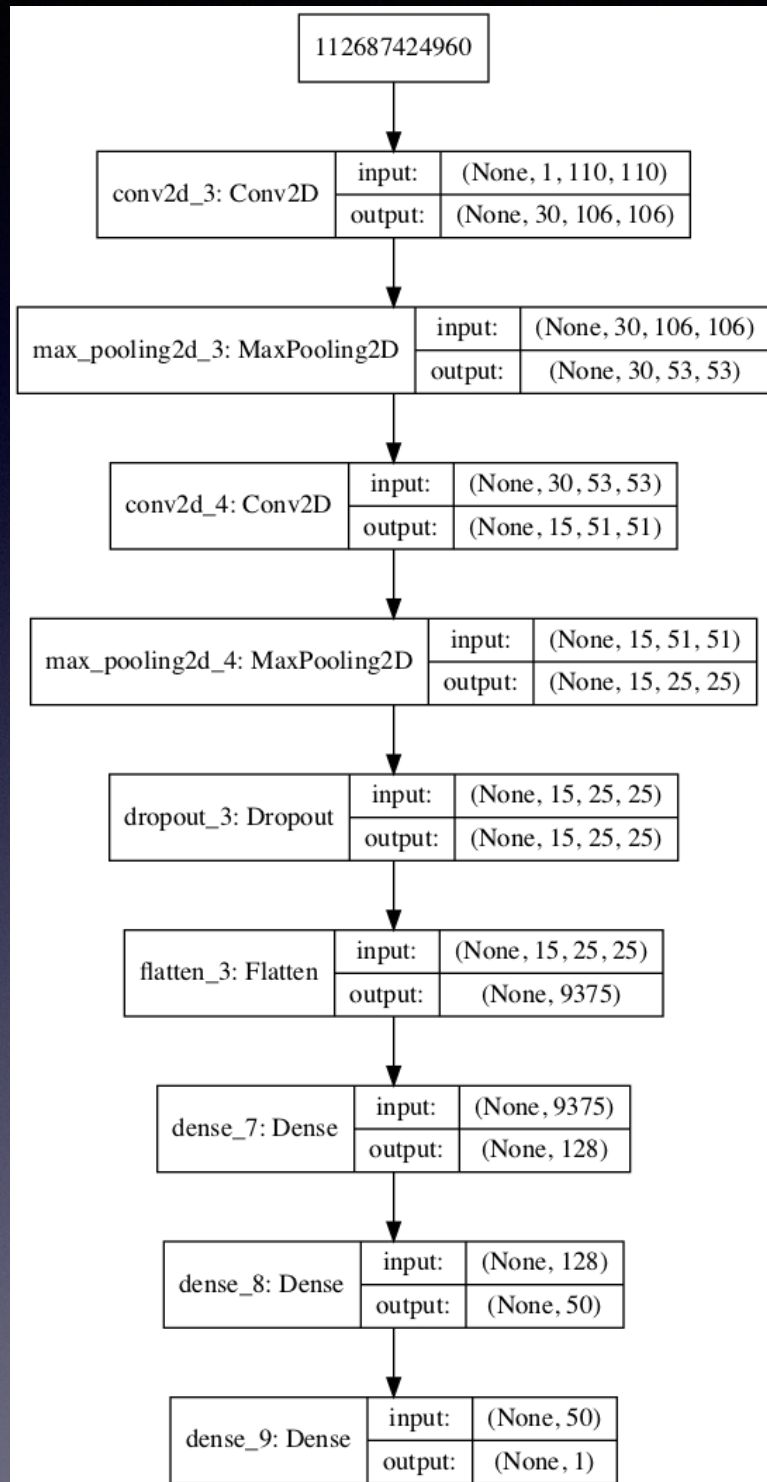 112687424960
conv2d_3: Conv2D
input: (None, 1, 110, 110)
output: (None, 30, 106, 106)
max_pooling2d_3: MaxPooling2D
input: (None, 30, 106, 106)
output: (None, 30, 53, 53)
conv2d_4: Conv2D
input: (None, 30, 53, 53)
output: (None, 15, 51, 51)
max_pooling2d_4: MaxPooling2D
input: (None, 15, 51, 51)
output: (None, 15, 25, 25)
dropout_3: Dropout
input: (None, 15, 25, 25)
output: (None, 15, 25, 25)
flatten_3: Flatten
input: (None, 15, 25, 25)
output: (None, 9375)
dense_7: Dense
input: (None, 9375)
output: (None, 128)
dense_8: Dense
input: (None, 128)
output: (None, 50)
dense_9: Dense
input: (None, 50)
output: (None, 1)